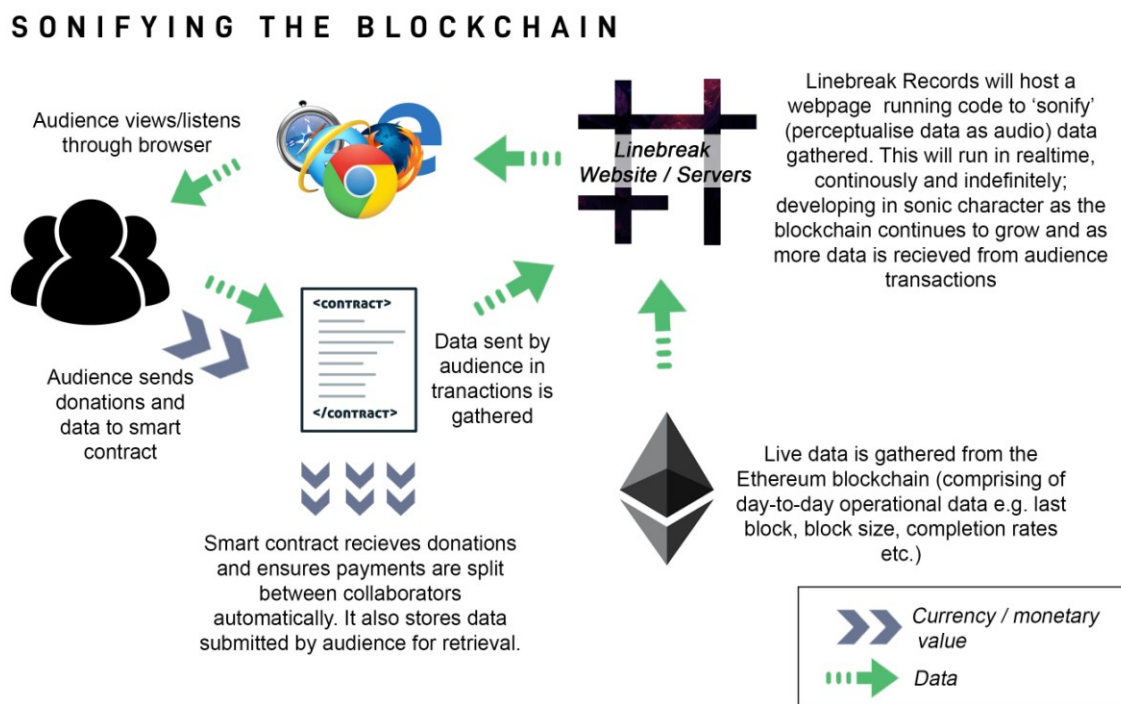 SONIFYING THE BLOCKCHAIN
Audience views/listens
through browser
Linebreak
Website / Servers
Linebreak Records will host a
webpage running code to ‘sonify’
(perceptualise data as audio) data
gathered. This will run in realtime,
continously and indefinitely;
developing in sonic character as the
blockchain continues to grow and as
more data is recieved from audience
transactions
Audience sends
donations and
data to smart
contract
<contract>
</contract>
Data sent by
audience in
tranactions is
gathered
Smart contract recieves donations
and ensures payments are split
between collaborators
automatically. It also stores data
submitted by audience for retrieval.
Live data is gathered from the
Ethereum blockchain (comprising of
day-to-day operational data e.g. last
block, block size, completion rates
etc.)
Currency / monetary
value
Data